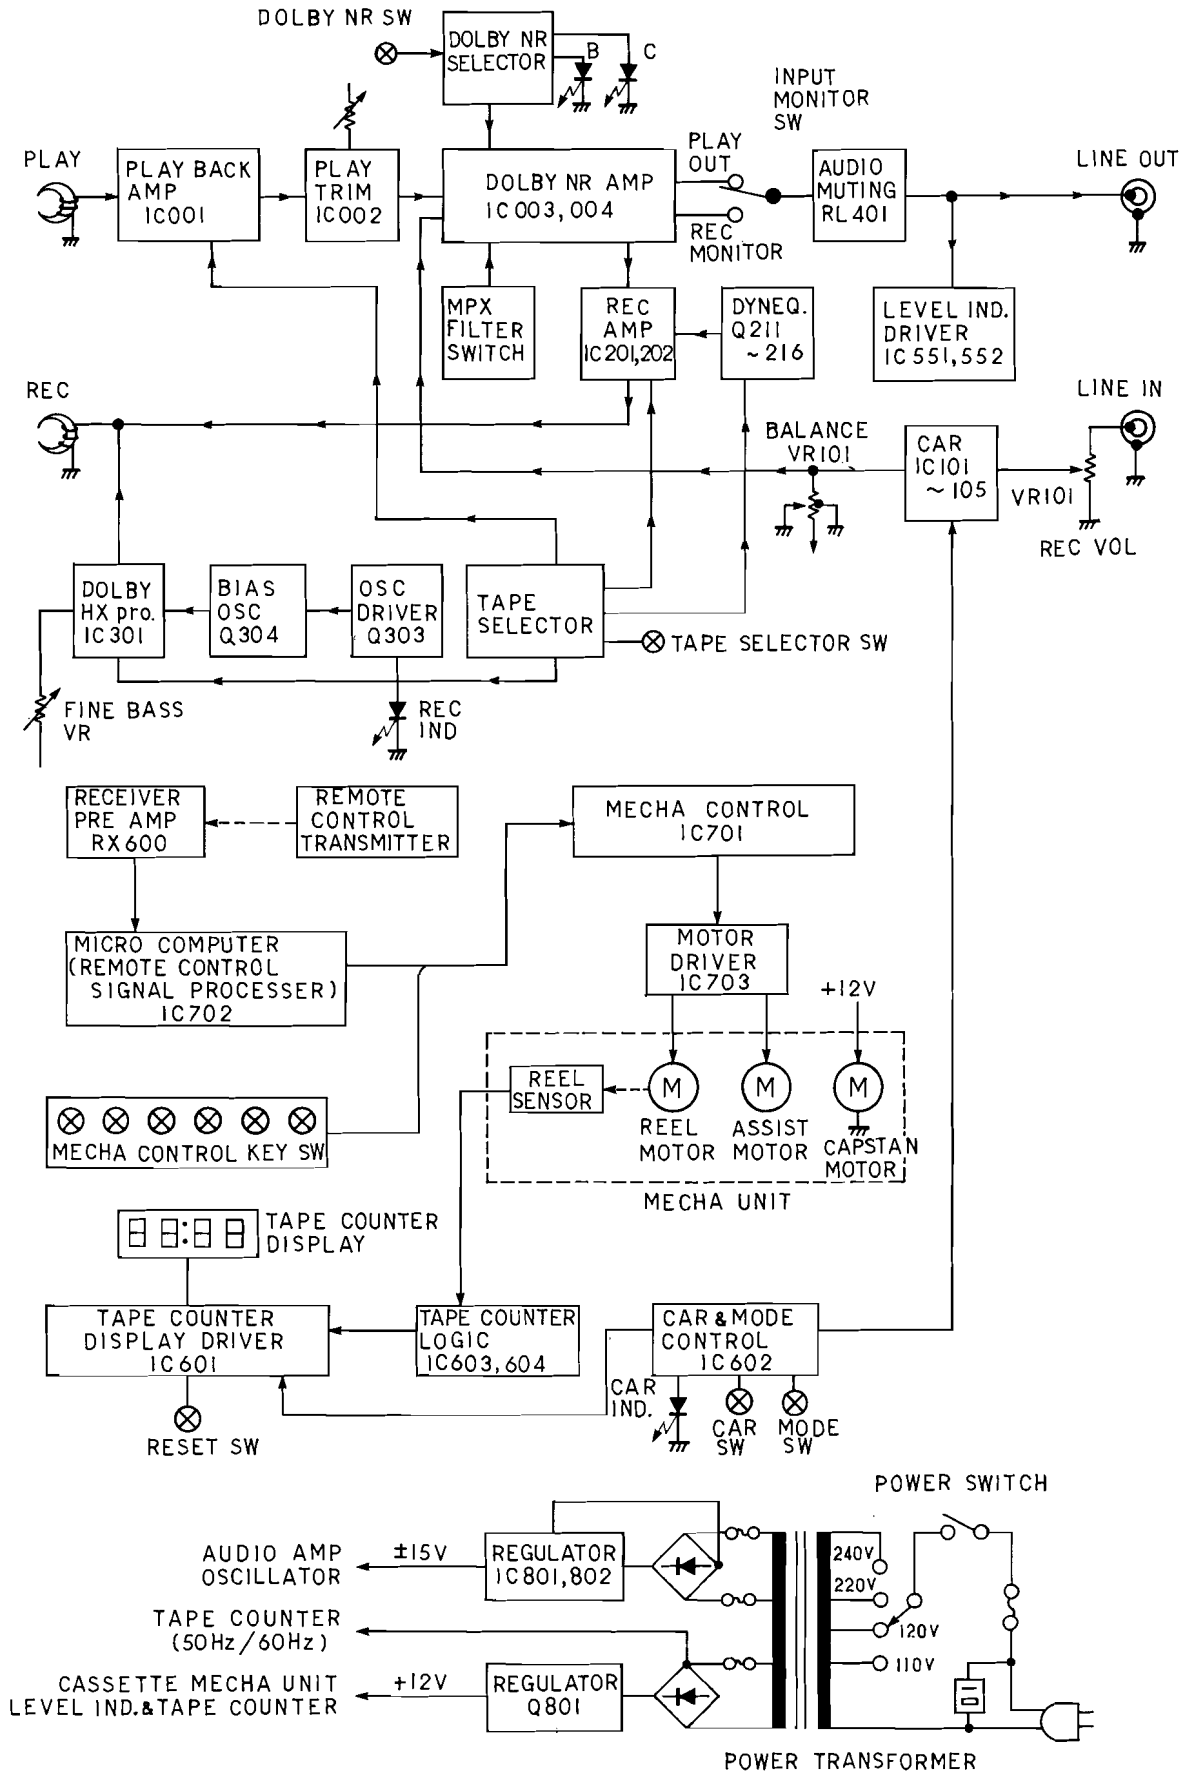 DOLBY NR SW
DOLBY NR
SELECTOR
B
C
INPUT
MONITOR
SW
PLAY
PLAY BACK
AMP
IC001
PLAY
TRIM
IC002
DOLBY NR AMP
IC003,004
PLAY
OUT
REC
MONITOR
AUDIO
MUTING
RL401
LINE OUT
MPX
FILTER
SWITCH
REC
AMP
IC201,202
DYNEQ.
Q211
~216
LEVEL IND.
DRIVER
IC551,552
REC
LINE IN
BALANCE
VR101
CAR
IC101
~105
VR101
REC VOL
DOLBY
HX pro.
IC301
BIAS
OSC
Q304
OSC
DRIVER
Q303
TAPE
SELECTOR
TAPE SELECTOR SW
FINE BASS
VR
REC
IND
RECEIVER
PRE AMP
RX600
REMOTE
CONTROL
TRANSMITTER
MECHA CONTROL
IC701
MICRO COMPUTER
(REMOTE CONTROL
SIGNAL PROCESSER)
IC702
MOTOR
DRIVER
IC703
+12V
REEL
SENSOR
M
M
M
REEL
MOTOR
ASSIST
MOTOR
CAPSTAN
MOTOR
MECHA CONTROL KEY SW
MECHA UNIT
88:88
TAPE COUNTER
DISPLAY
TAPE COUNTER
DISPLAY DRIVER
IC601
TAPE COUNTER
LOGIC
IC603,604
CAR & MODE
CONTROL
IC602
CAR
IND.
CAR
SW
MODE
SW
RESET SW
POWER SWITCH
AUDIO AMP
OSCILLATOR
±15V
REGULATOR
IC801,802
240V
220V
120V
110V
TAPE COUNTER
(50Hz/60Hz)
CASSETTE MECHA UNIT
LEVEL IND.&TAPE COUNTER
+12V
REGULATOR
Q801
POWER TRANSFORMER